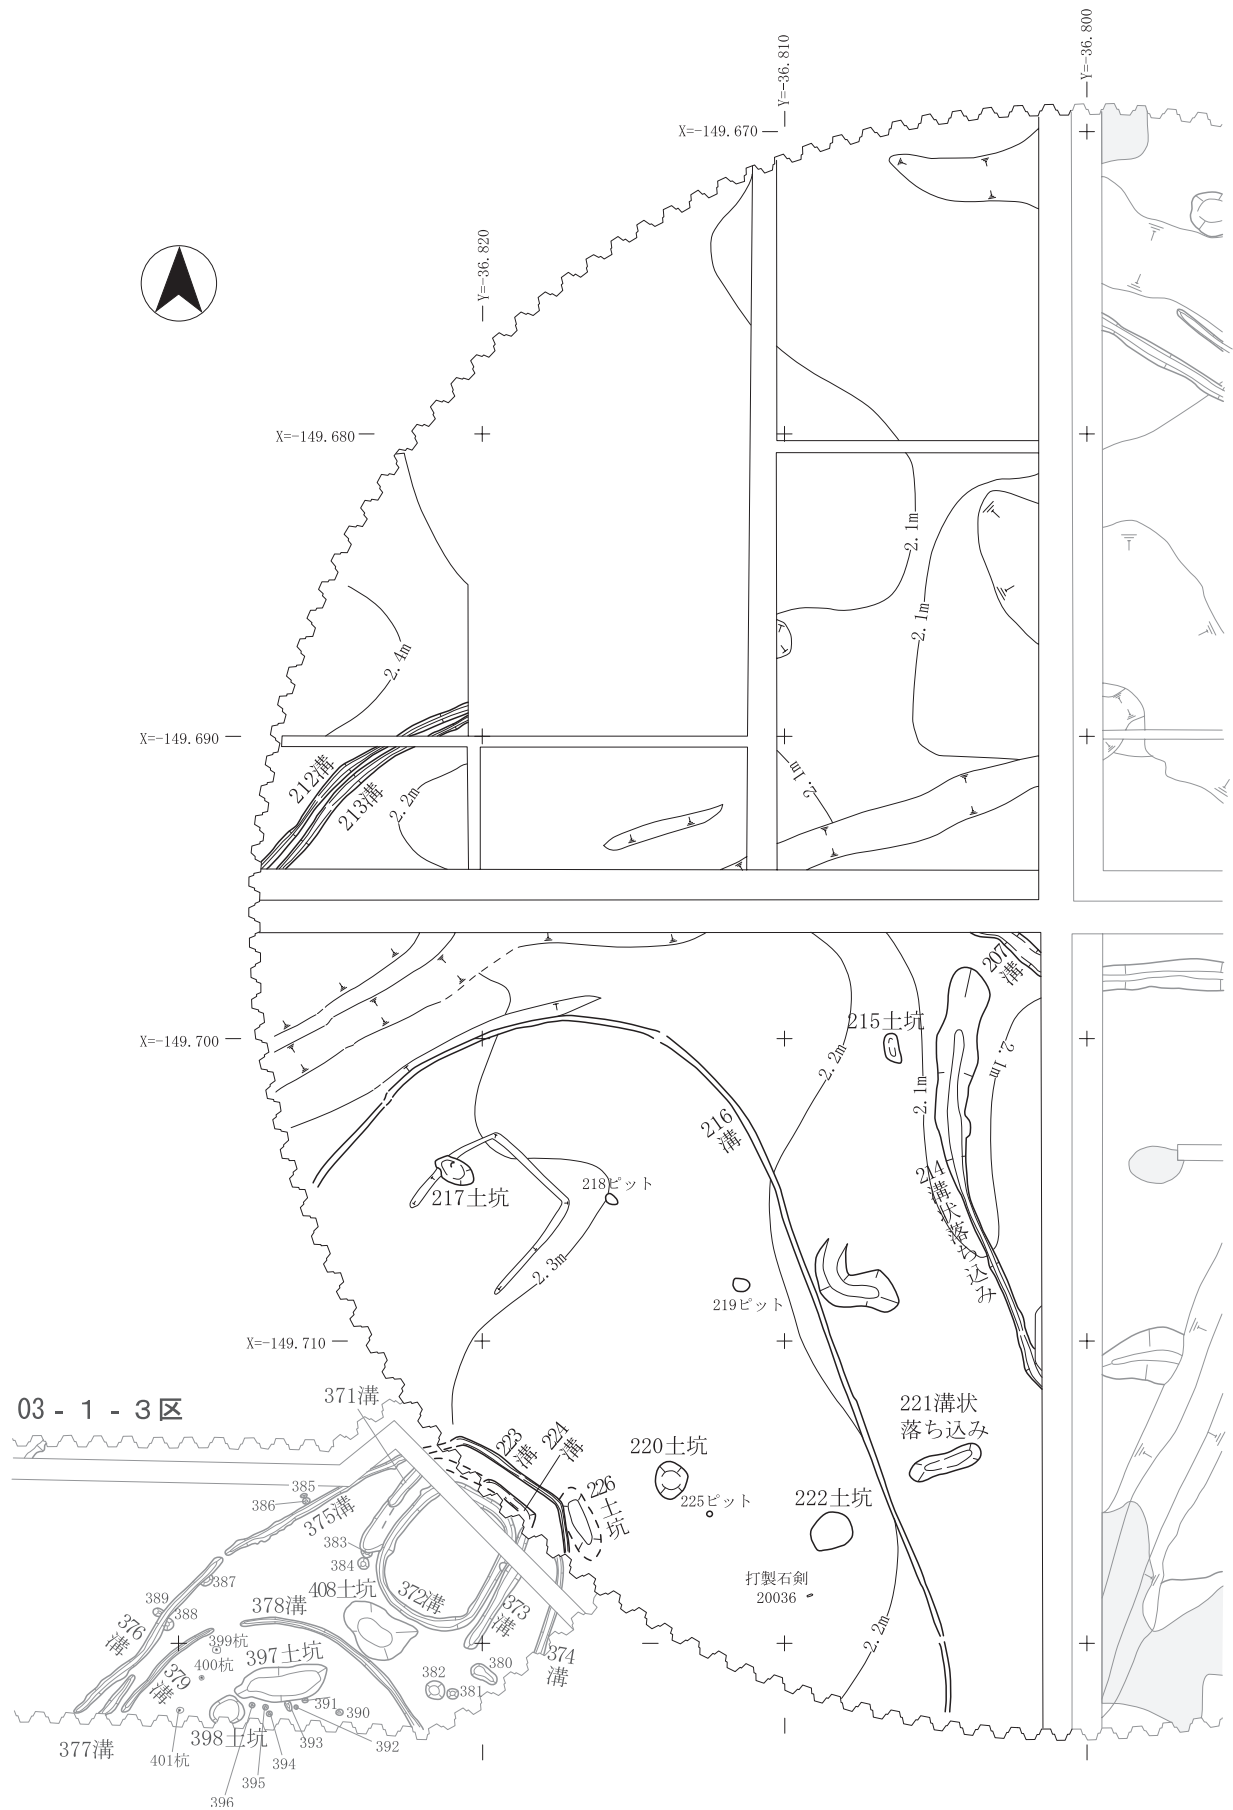 Y=-36.800
Y=-36.810
X=-149.670
Y=-36.820
X=-149.680
2.1m
2.1m
2.4m
X=-149.690
212溝
213溝
2.2m
2.1m
207溝
X=-149.700
215土坑
2.2m
2.1m
2.1m
216溝
217土坑
218ピット
214溝状落ち込み
2.3m
219ピット
X=-149.710
03-1-3区
371溝
221溝状
落ち込み
223溝
224溝
220土坑
226土坑
225ピット
222土坑
385
386
375溝
383
384
打製石剣
20036
387
408土坑
372溝
373溝
389
388
378溝
376溝
399杭
397土坑
400杭
379溝
374溝
380
382
381
2.2m
391
390
398土坑
393
392
377溝
401杭
394
395
396